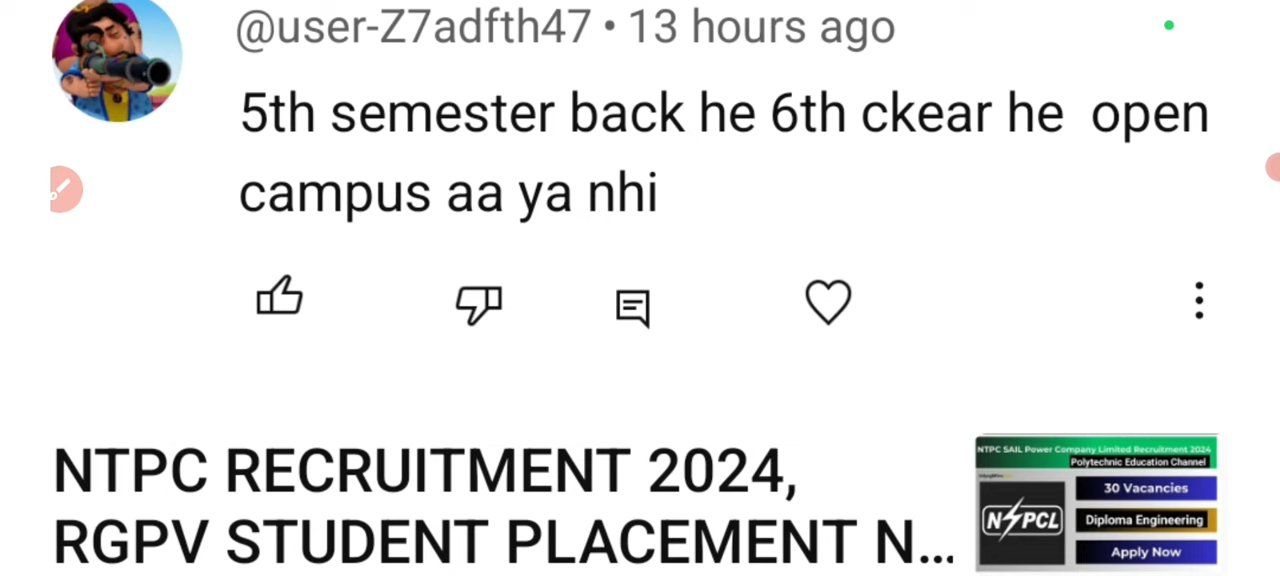 @user-Z7adfth47 • 13 hours ago
5th semester back he 6th ckear he  open
campus aa ya nhi
NTPC RECRUITMENT 2024,
RGPV STUDENT PLACEMENT N...
NTPC SAIL Power Company Limited Recruitment 2024
Polytechnic Education Channel
30 Vacancies
NSPCL
Diploma Engineering
Apply Now